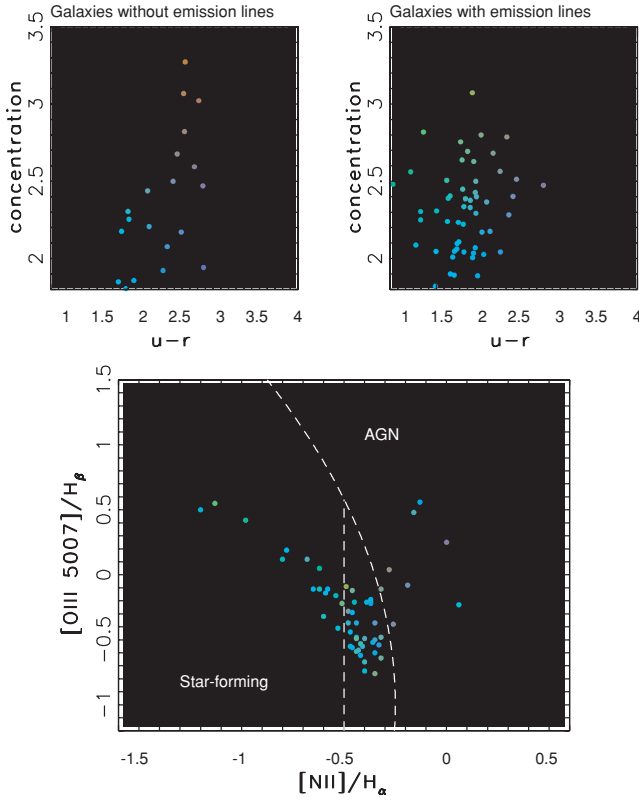 Galaxies without emission lines
Galaxies with emission lines
3.5
3
2.5
2
concentration
1 1.5 2 2.5 3 3.5 4
u−r
3.5
3
2.5
2
concentration
1 1.5 2 2.5 3 3.5 4
u−r
1.5
1
0.5
0
−0.5
−1
[OIII 5007]/Hβ
AGN
Star-forming
-1.5 -1 -0.5 0 0.5
[NII]/Hα